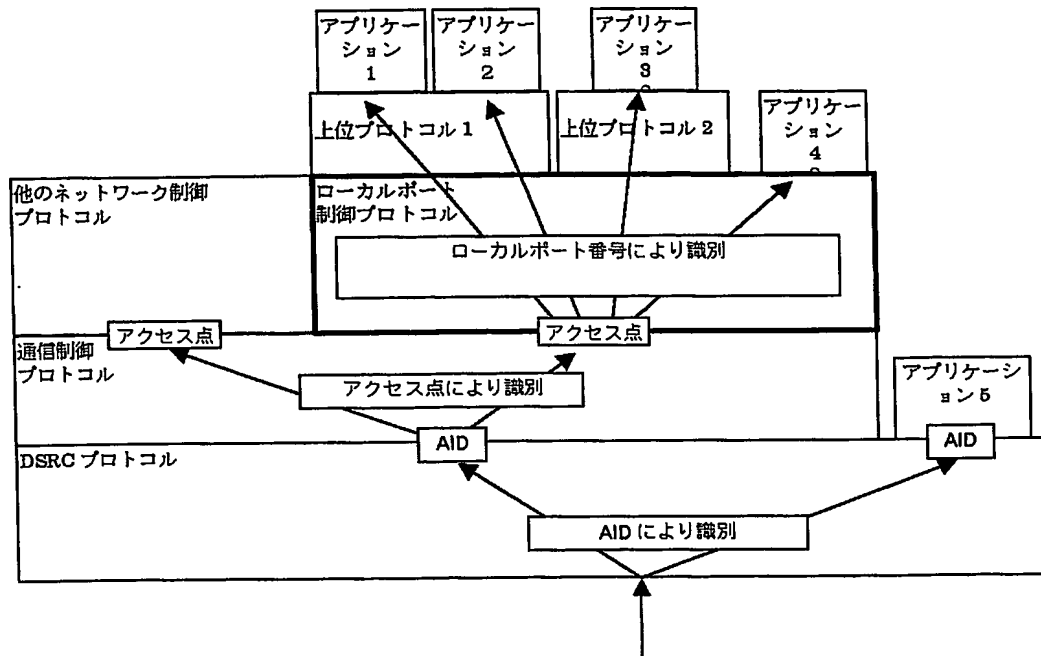 アプリケー
ション
1
アプリケー
ション
2
アプリケー
ション
3
アプリケー
ション
4
上位プロトコル 1
上位プロトコル 2
他のネットワーク制御
プロトコル
ローカルポート
制御プロトコル
ローカルポート番号により識別
アクセス点
アクセス点
通信制御
プロトコル
アクセス点により識別
アプリケーシ
ョン 5
AID
AID
DSRC プロトコル
AID により識別